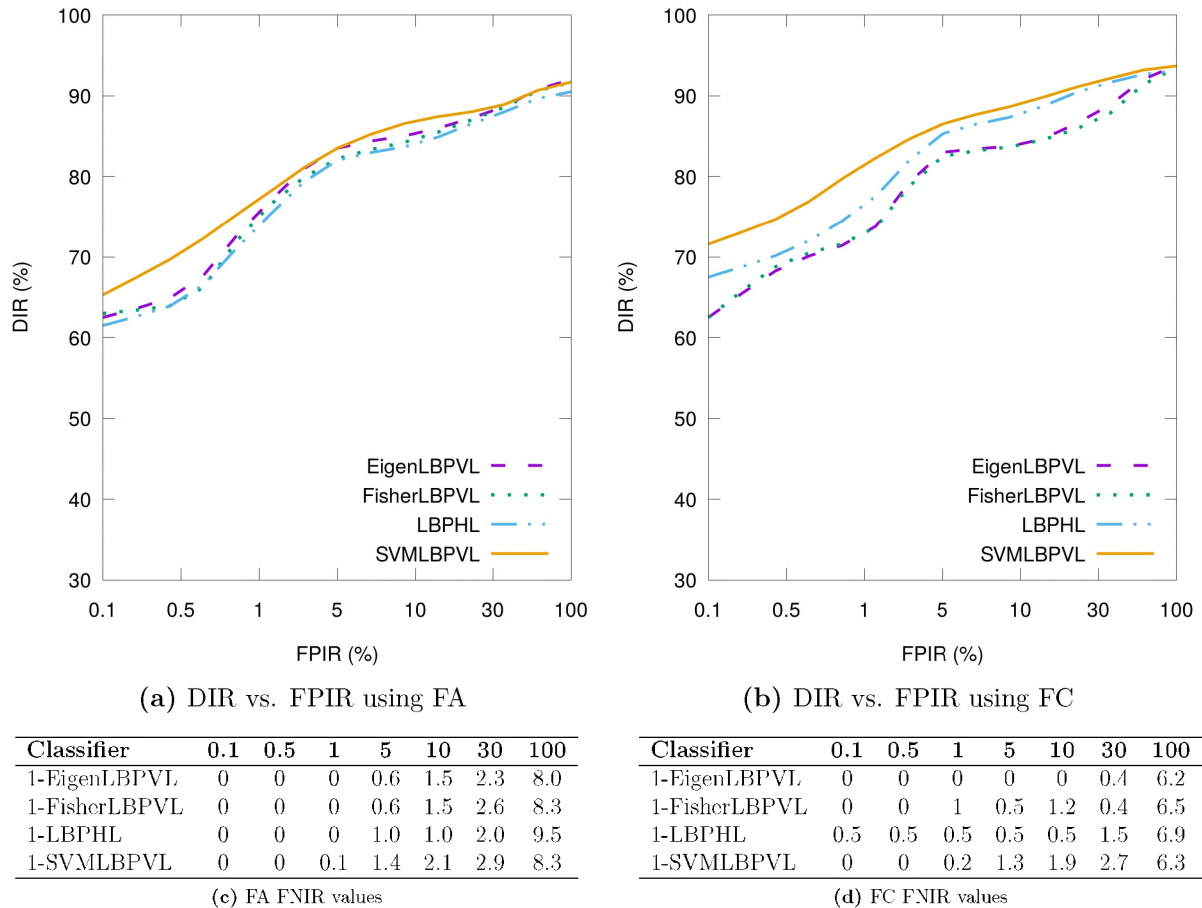 100
90
80
70
60
50
40
30
DIR (%)
0.1 0.5 1 5 10 30 100
FPIR (%)
EigenLBPVL
FisherLBPVL
LBPHL
SVMLBPVL
(a) DIR vs. FPIR using FA
100
90
80
70
60
50
40
30
DIR (%)
0.1 0.5 1 5 10 30 100
FPIR (%)
EigenLBPVL
FisherLBPVL
LBPHL
SVMLBPVL
(b) DIR vs. FPIR using FC
Classifier 0.1 0.5 1 5 10 30 100
1-EigenLBPVL 0 0 0 0.6 1.5 2.3 8.0
1-FisherLBPVL 0 0 0 0.6 1.5 2.6 8.3
1-LBPHL 0 0 0 1.0 1.0 2.0 9.5
1-SVMLBPVL 0 0 0.1 1.4 2.1 2.9 8.3
(c) FA FNIR values
Classifier 0.1 0.5 1 5 10 30 100
1-EigenLBPVL 0 0 0 0 0 0.4 6.2
1-FisherLBPVL 0 0 1 0.5 1.2 0.4 6.5
1-LBPHL 0.5 0.5 0.5 0.5 0.5 1.5 6.9
1-SVMLBPVL 0 0 0.2 1.3 1.9 2.7 6.3
(d) FC FNIR values